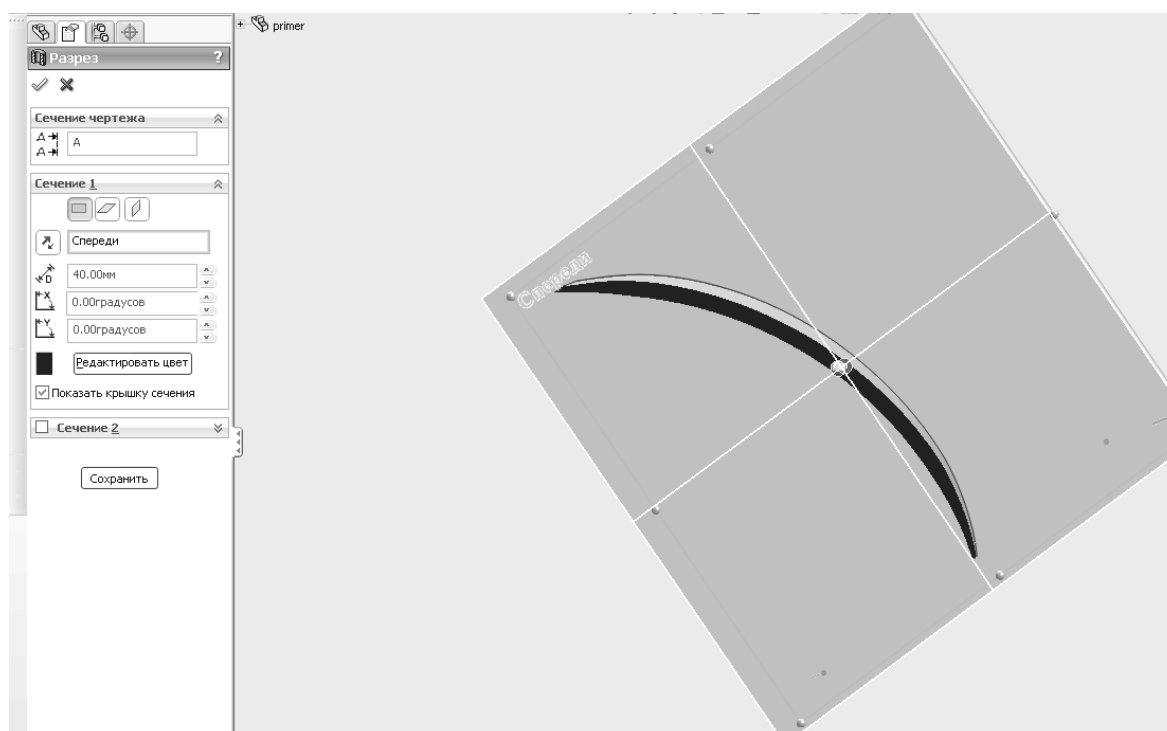 primer
Разрез ?
Сечение чертежа
A
A
A
Сечение 1
Спереди
D
40.00мм
X
0.00градусов
Y
0.00градусов
Редактировать цвет
Показать крышку сечения
Сечение 2
Сохранить
Спереди